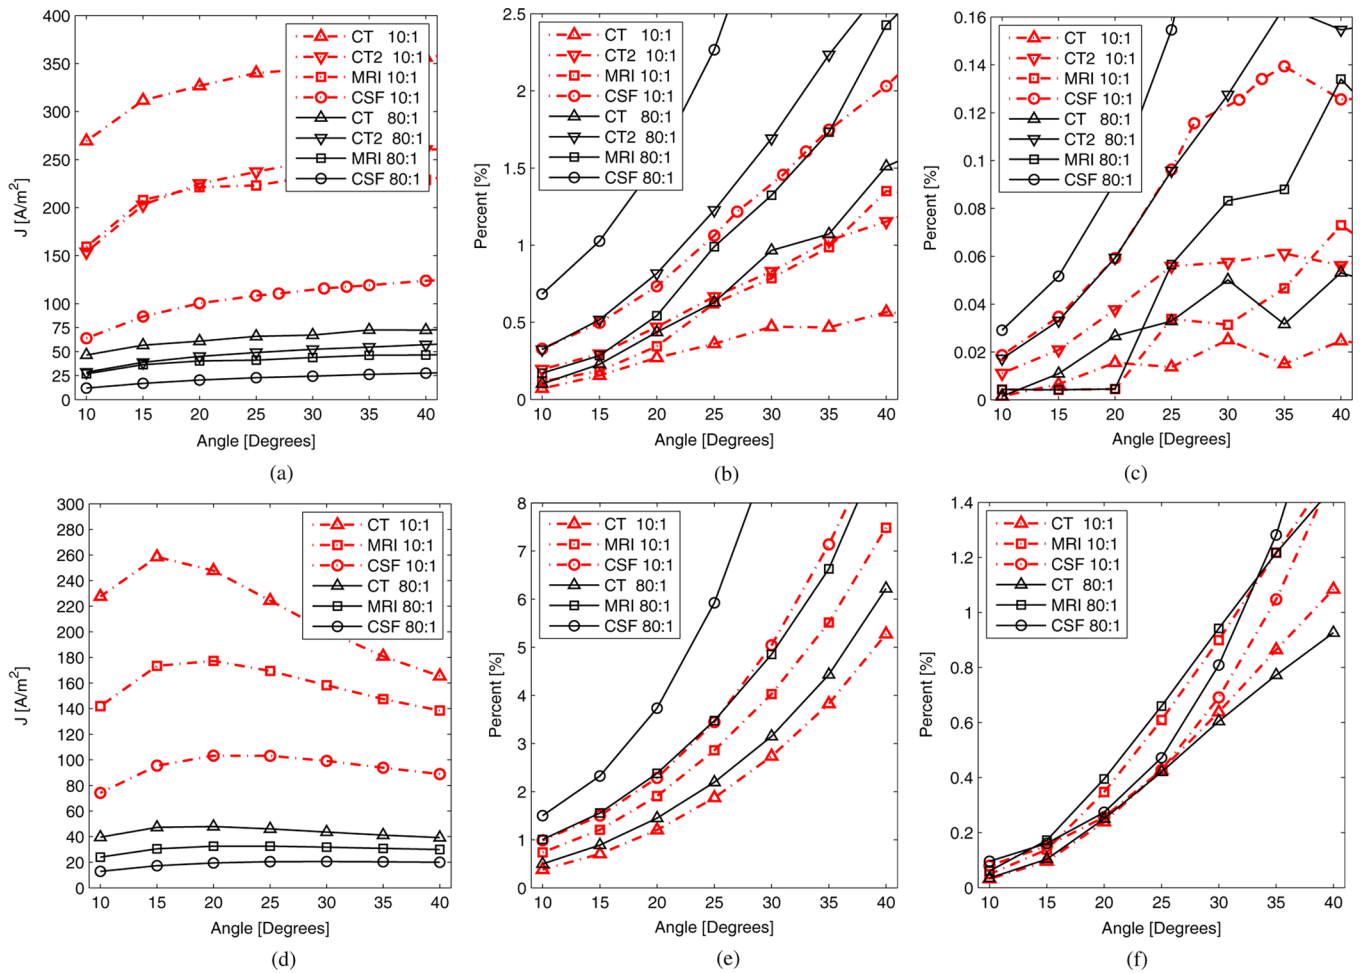 400
350
300
250
200
150
100
75
50
25
0
J [A/m²]
CT 10:1
CT2 10:1
MRI 10:1
CSF 10:1
CT 80:1
CT2 80:1
MRI 80:1
CSF 80:1
10 15 20 25 30 35 40
Angle [Degrees]
(a)
2.5
2
1.5
1
0.5
0
Percent [%]
CT 10:1
CT2 10:1
MRI 10:1
CSF 10:1
CT 80:1
CT2 80:1
MRI 80:1
CSF 80:1
10 15 20 25 30 35 40
Angle [Degrees]
(b)
0.16
0.14
0.12
0.1
0.08
0.06
0.04
0.02
0
Percent [%]
CT 10:1
CT2 10:1
MRI 10:1
CSF 10:1
CT 80:1
CT2 80:1
MRI 80:1
CSF 80:1
10 15 20 25 30 35 40
Angle [Degrees]
(c)
300
280
260
240
220
200
180
160
140
120
100
80
60
40
20
0
J [A/m²]
CT 10:1
MRI 10:1
CSF 10:1
CT 80:1
MRI 80:1
CSF 80:1
10 15 20 25 30 35 40
Angle [Degrees]
(d)
8
7
6
5
4
3
2
1
0
Percent [%]
CT 10:1
MRI 10:1
CSF 10:1
CT 80:1
MRI 80:1
CSF 80:1
10 15 20 25 30 35 40
Angle [Degrees]
(e)
1.4
1.2
1
0.8
0.6
0.4
0.2
0
Percent [%]
CT 10:1
MRI 10:1
CSF 10:1
CT 80:1
MRI 80:1
CSF 80:1
10 15 20 25 30 35 40
Angle [Degrees]
(f)